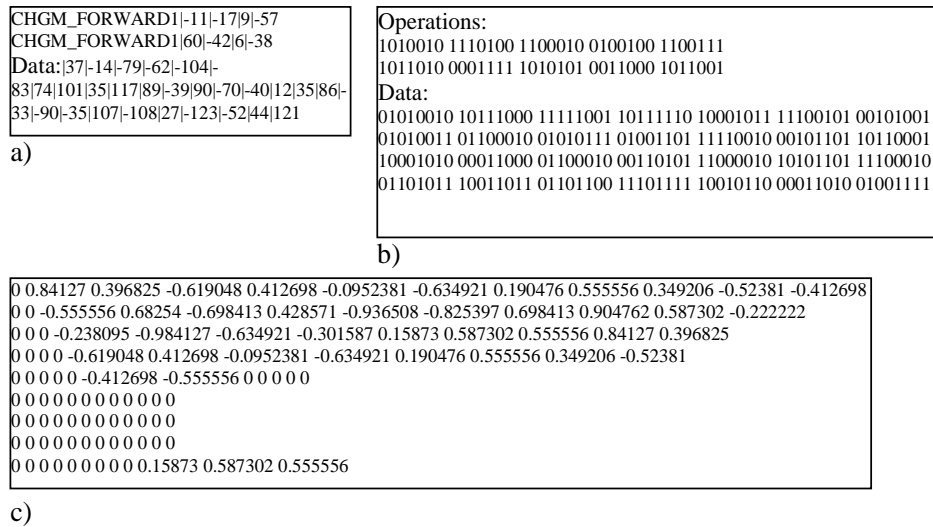 CHGM_FORWARD1|-11|-17|9|-57
CHGM_FORWARD1|60|-42|6|-38
Data:|37|-14|-79|-62|-104|-
83|74|101|35|117|89|-39|90|-70|-40|12|35|86|-
33|-90|-35|107|-108|27|-123|-52|44|121
a)
Operations:
1010010 1110100 1100010 0100100 1100111
1011010 0001111 1010101 0011000 1011001
Data:
01010010 10111000 11111001 10111110 10001011 11100101 00101001
01010011 01100010 01010111 01001101 11110010 00101101 10110001
10001010 00011000 01100010 00110101 11000010 10101101 11100010
01101011 10011011 01101100 11101111 10010110 00011010 01001111
b)
0 0.84127 0.396825 -0.619048 0.412698 -0.0952381 -0.634921 0.190476 0.555556 0.349206 -0.52381 -0.412698
0 0 -0.555556 0.68254 -0.698413 0.428571 -0.936508 -0.825397 0.698413 0.904762 0.587302 -0.222222
0 0 0 -0.238095 -0.984127 -0.634921 -0.301587 0.15873 0.587302 0.555556 0.84127 0.396825
0 0 0 0 -0.619048 0.412698 -0.0952381 -0.634921 0.190476 0.555556 0.349206 -0.52381
0 0 0 0 0 -0.412698 -0.555556 0 0 0 0 0
0 0 0 0 0 0 0 0 0 0 0 0
0 0 0 0 0 0 0 0 0 0 0 0
0 0 0 0 0 0 0 0 0 0 0 0
0 0 0 0 0 0 0 0 0 0 0.15873 0.587302 0.555556
c)